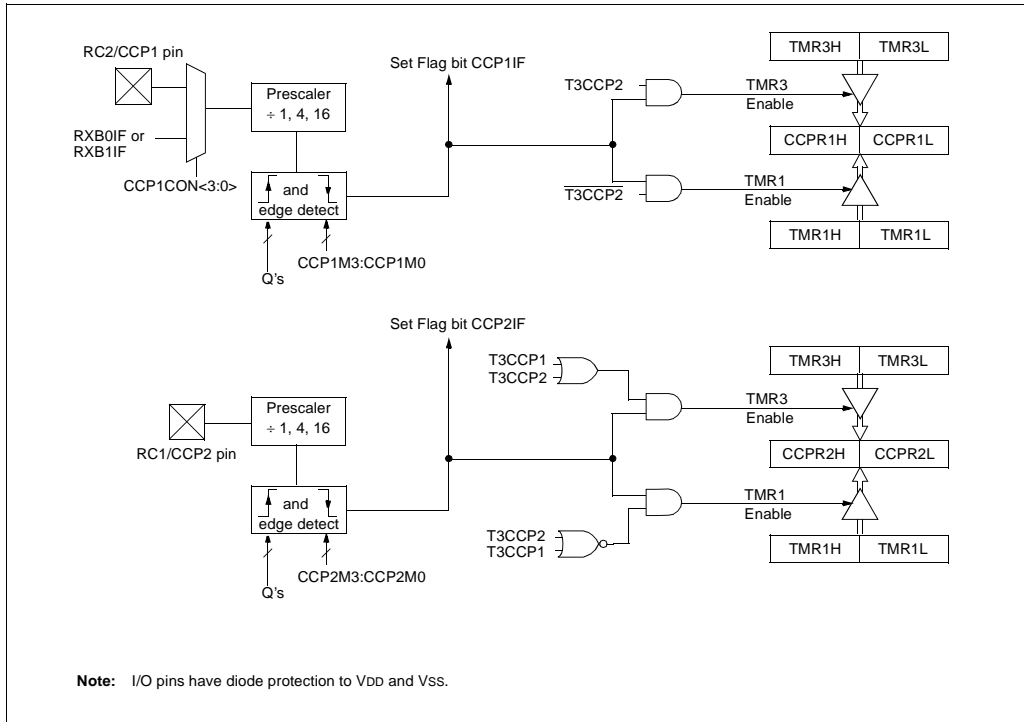 RC2/CCP1 pin
Set Flag bit CCP1IF
TMR3H TMR3L
Prescaler
÷ 1, 4, 16
T3CCP2
TMR3
Enable
RXB0IF or
RXB1IF
CCPR1H CCPR1L
CCP1CON<3:0>
and
edge detect
T3CCP2
TMR1
Enable
TMR1H TMR1L
CCP1M3:CCP1M0
Q's
Set Flag bit CCP2IF
TMR3H TMR3L
T3CCP1
T3CCP2
Prescaler
÷ 1, 4, 16
TMR3
Enable
RC1/CCP2 pin
CCPR2H CCPR2L
and
edge detect
TMR1
Enable
T3CCP2
T3CCP1
TMR1H TMR1L
CCP2M3:CCP2M0
Q's
Note: I/O pins have diode protection to VDD and VSS.